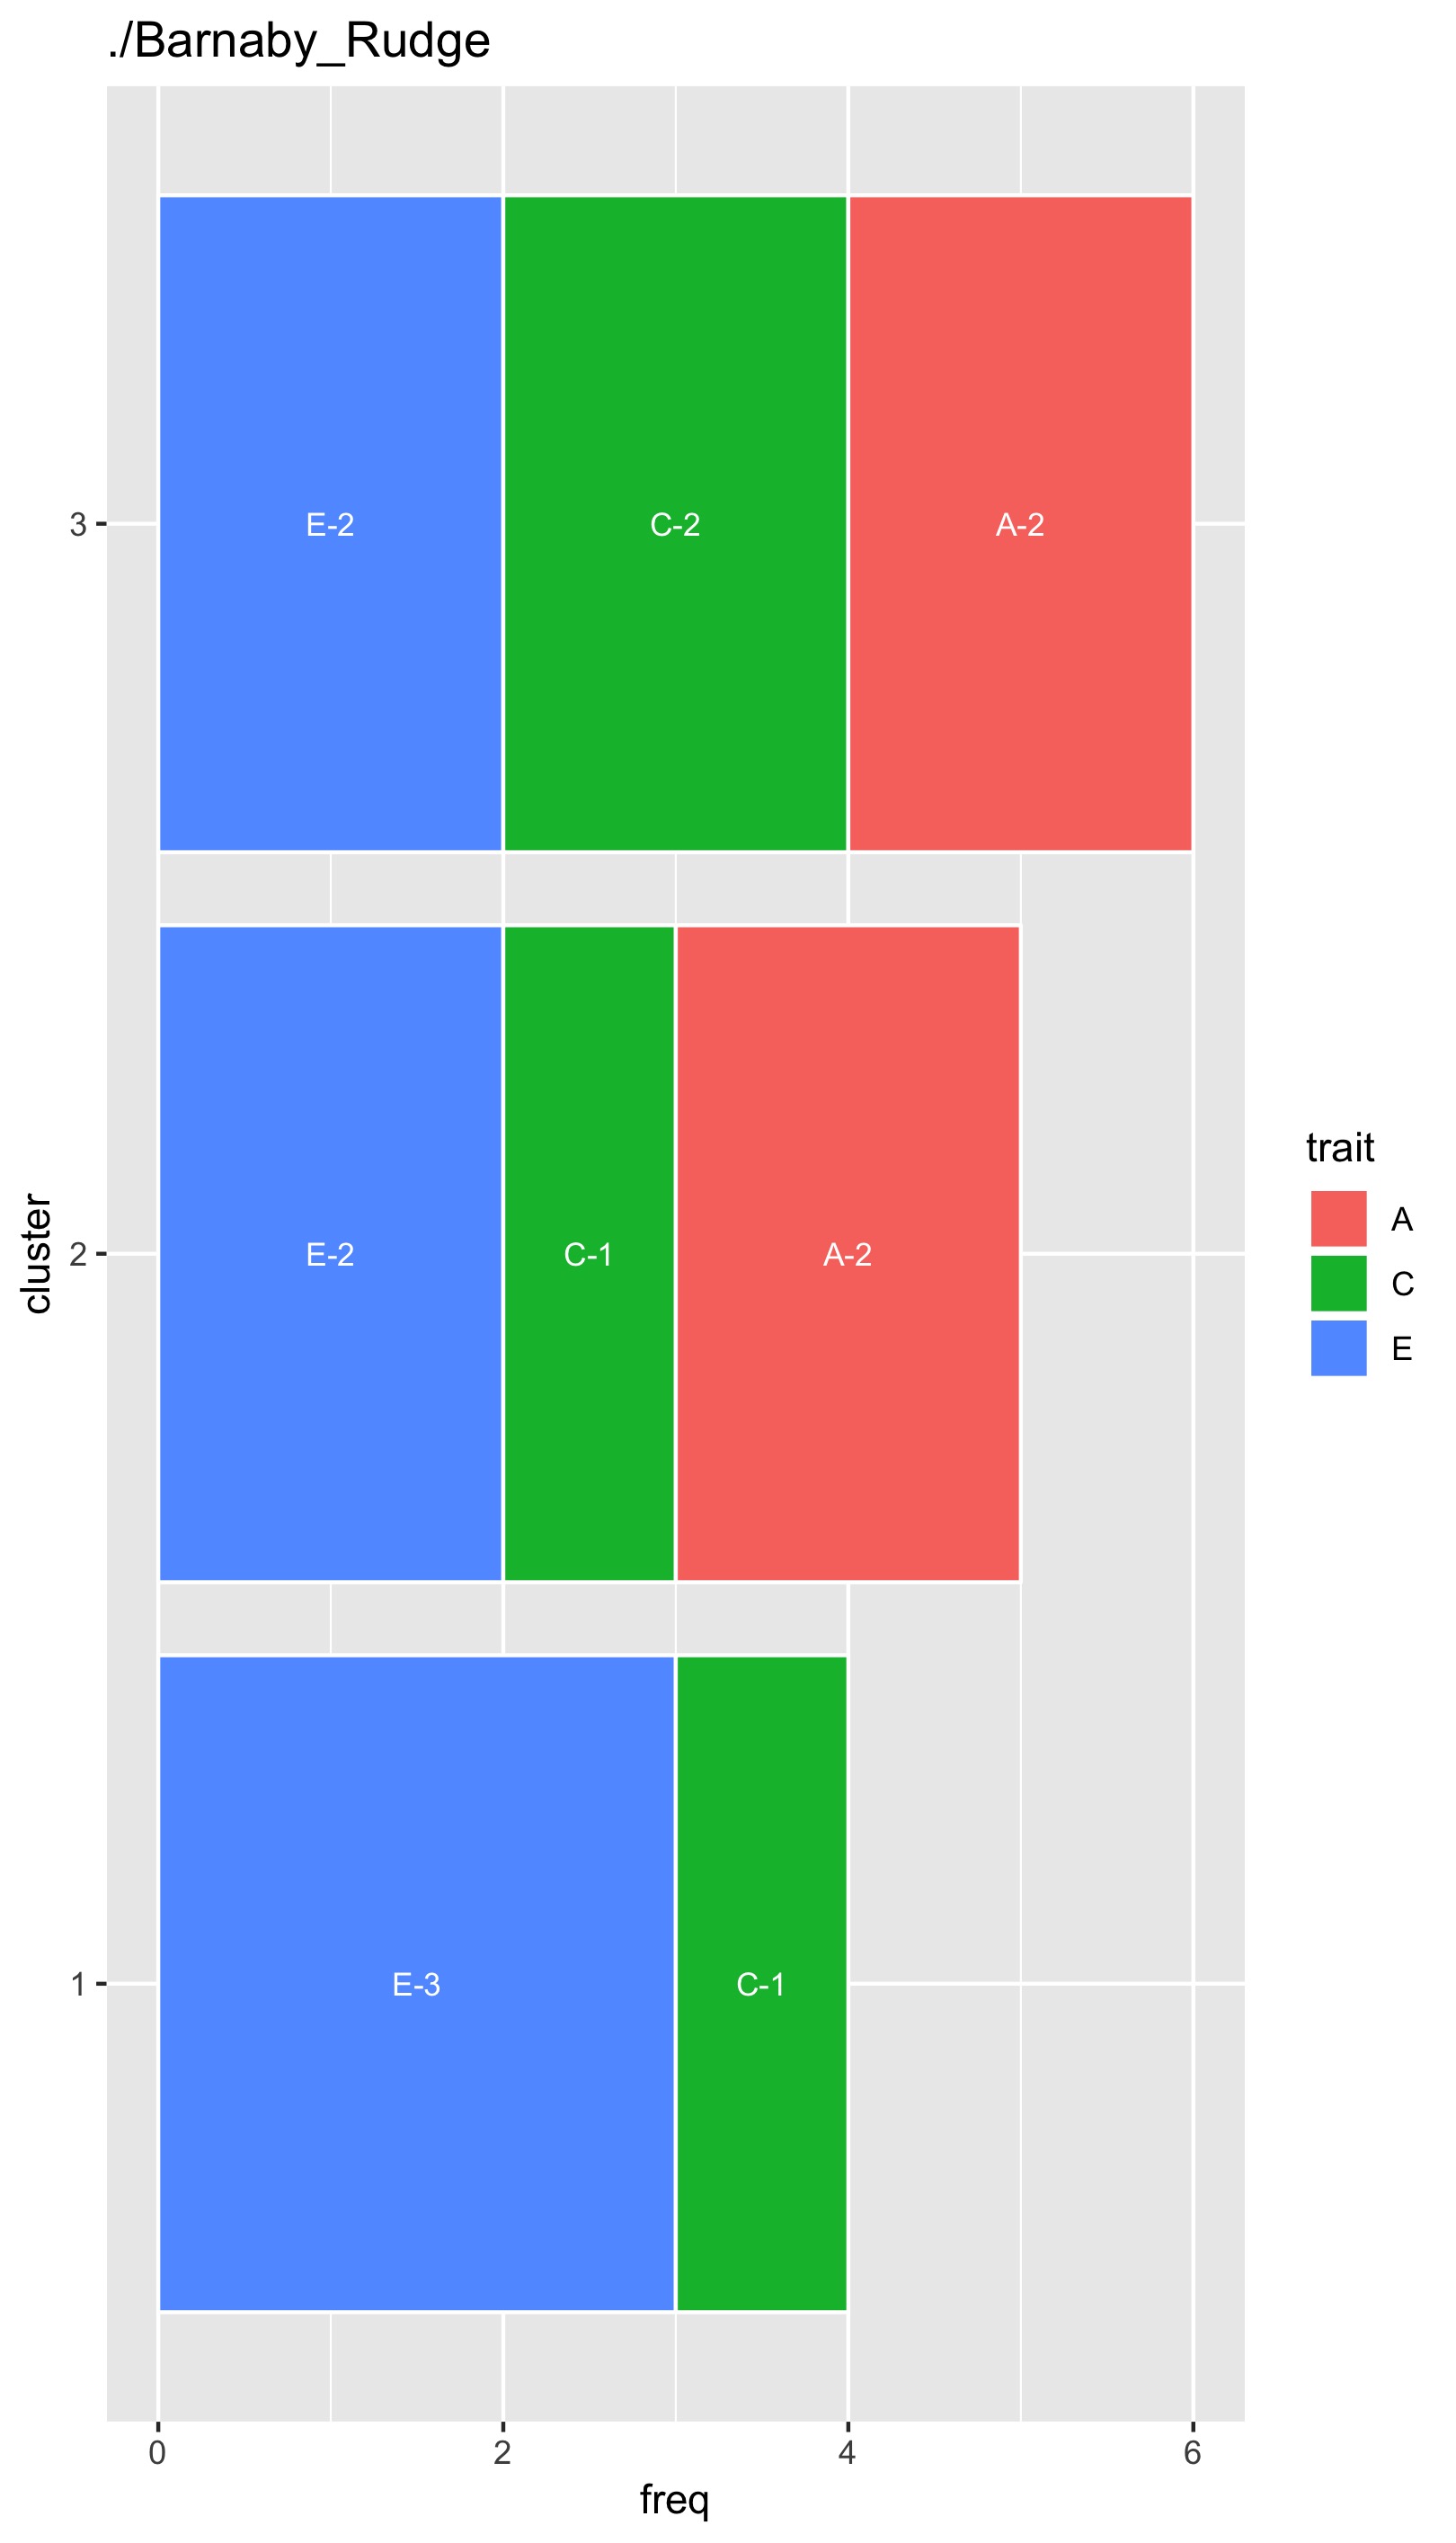 ./Barnaby_Rudge
3
E-2
C-2
A-2
2
E-2
C-1
A-2
1
E-3
C-1
cluster
0
2
4
6
freq
trait
A
C
E